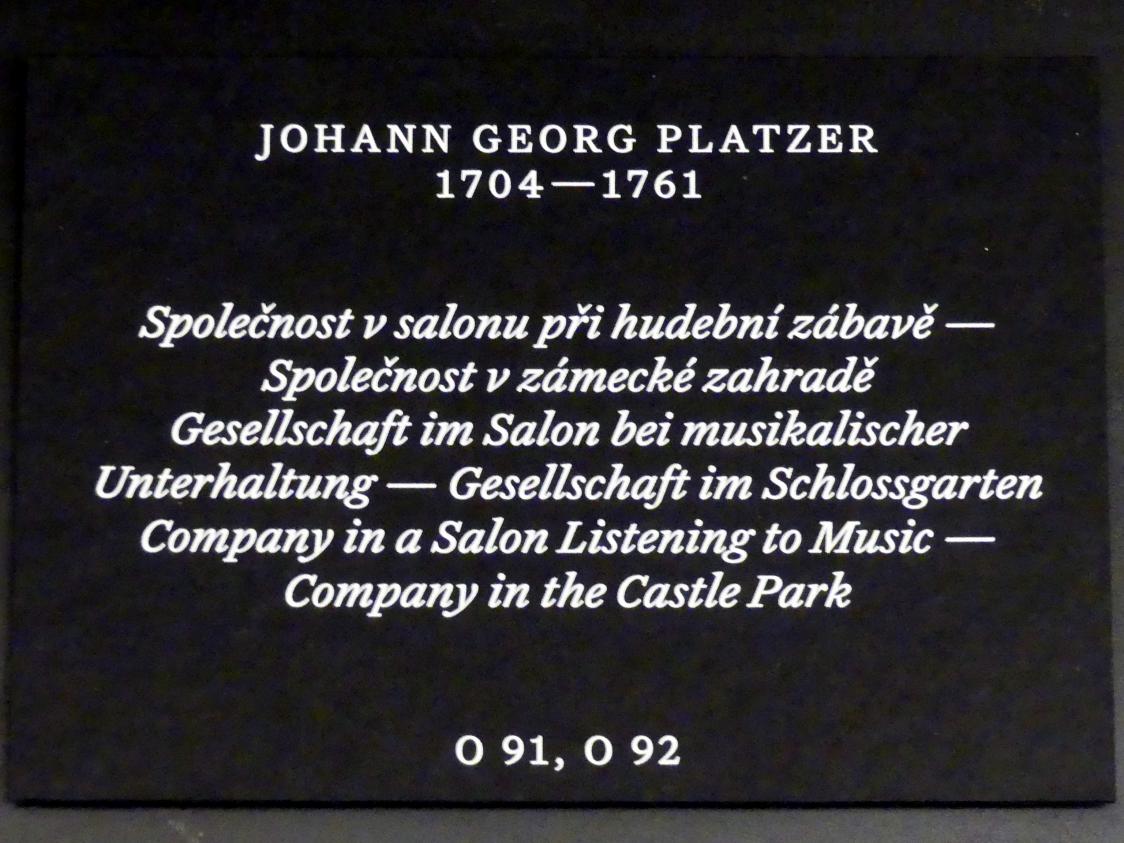 JOHANN GEORG PLATZER
1704—1761
Společnost v salonu při hudební zábavě —
Společnost v zámecké zahradě
Gesellschaft im Salon bei musikalischer
Unterhaltung — Gesellschaft im Schlossgarten
Company in a Salon Listening to Music —
Company in the Castle Park
O 91, O 92